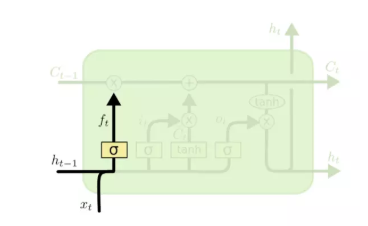 h_t
C_{t-1}
C_t
tanh
f_t
i_t
o_t
σ
σ
tanh
σ
h_{t-1}
h_t
x_t